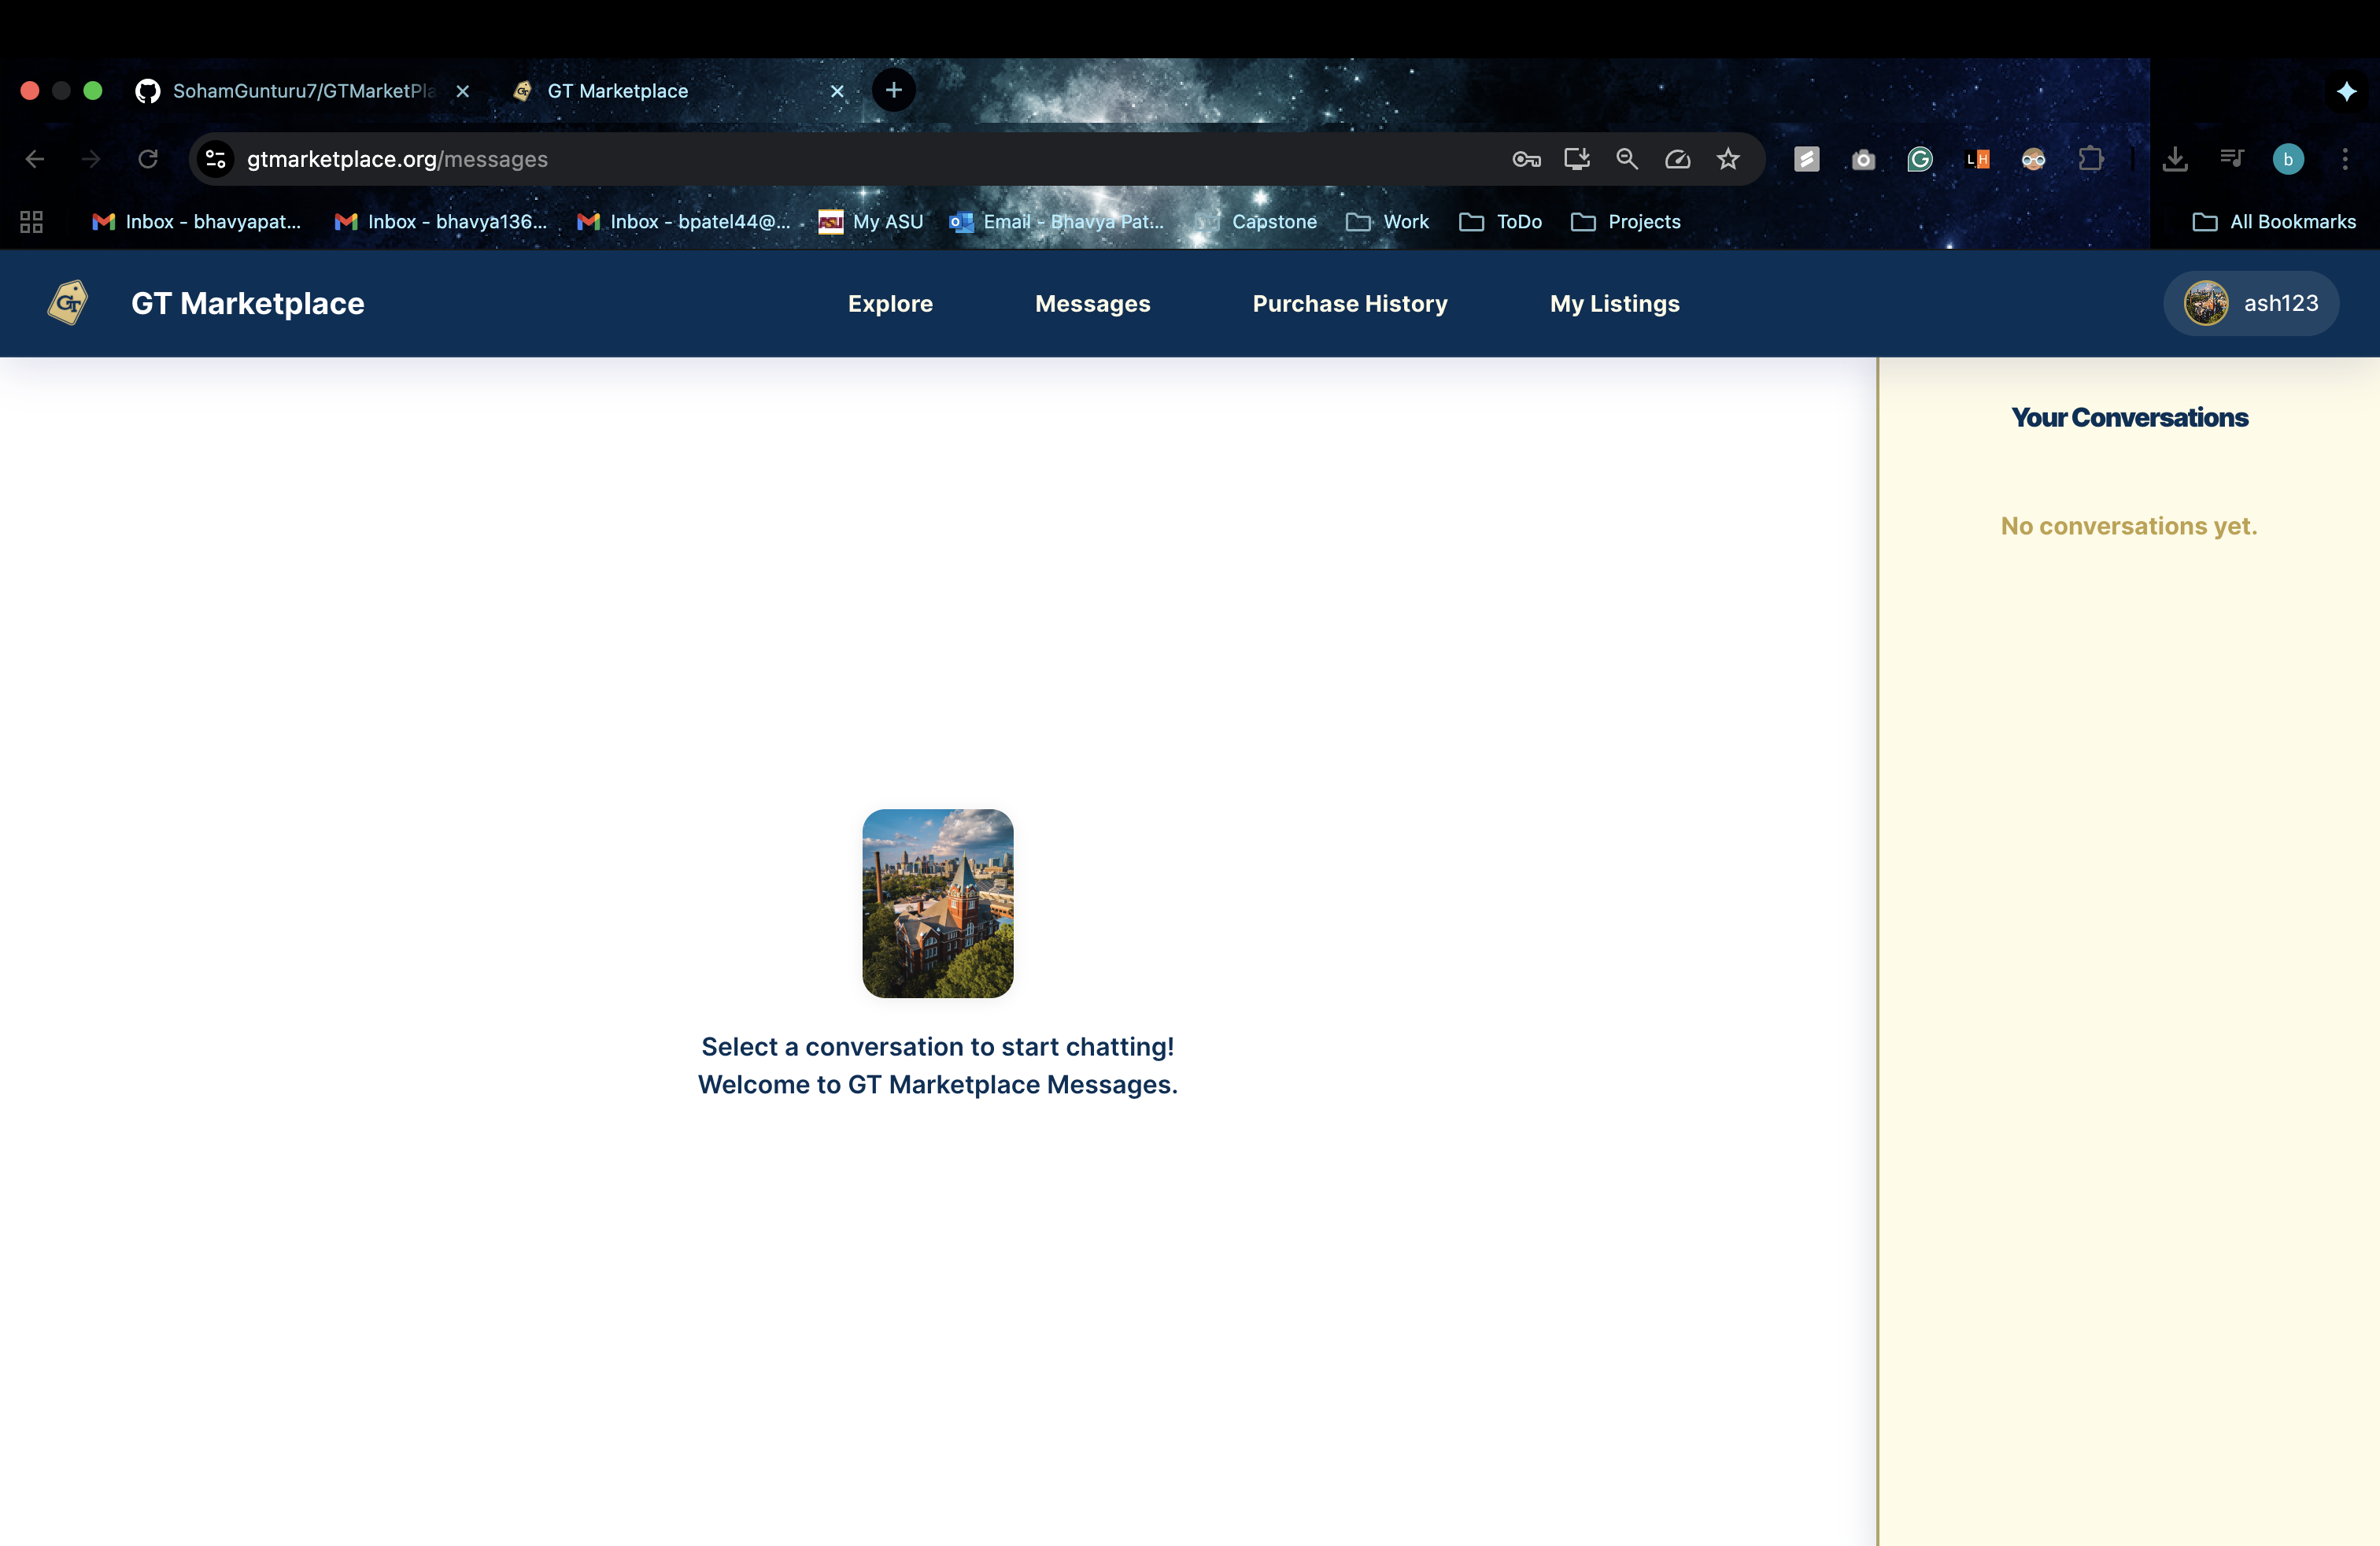 SohamGunturu7/GTMarketPla
GT Marketplace
gtmarketplace.org/messages
L H
b
Inbox - bhavyapat...
Inbox - bhavya136...
Inbox - bpatel44@...
ASU
My ASU
Email - Bhavya Pat...
Capstone
Work
ToDo
Projects
All Bookmarks
GT
GT Marketplace
Explore
Messages
Purchase History
My Listings
ash123
Your Conversations
No conversations yet.
Select a conversation to start chatting!
Welcome to GT Marketplace Messages.